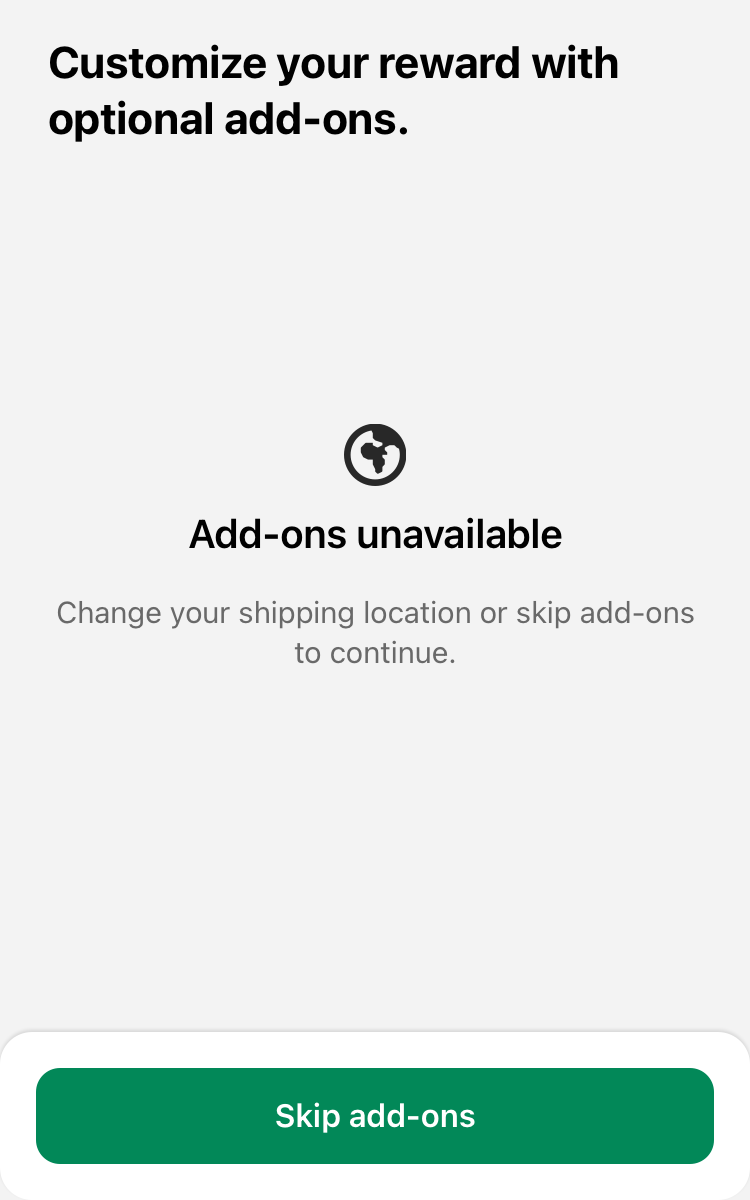 Customize your reward with
optional add-ons.
Add-ons unavailable
Change your shipping location or skip add-ons
to continue.
Skip add-ons